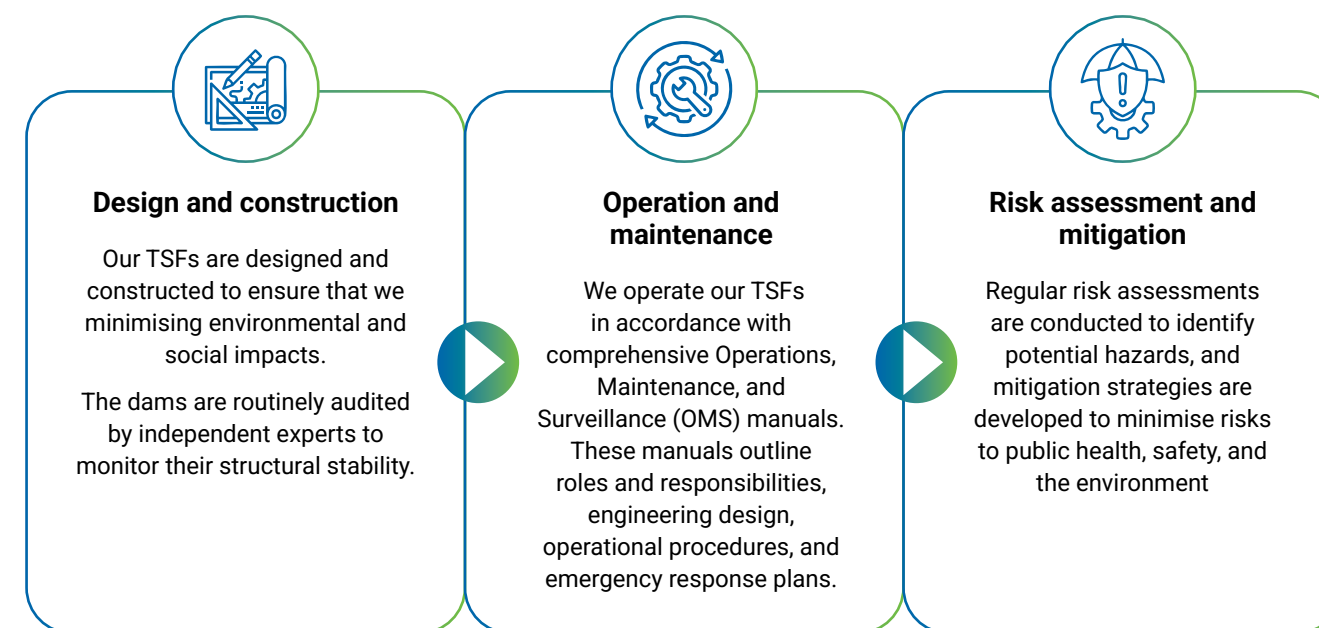 Design and construction
Our TSFs are designed and
constructed to ensure that we
minimising environmental and
social impacts.
The dams are routinely audited
by independent experts to
monitor their structural stability.
Operation and
maintenance
We operate our TSFs
in accordance with
comprehensive Operations,
Maintenance, and
Surveillance (OMS) manuals.
These manuals outline
roles and responsibilities,
engineering design,
operational procedures, and
emergency response plans.
Risk assessment and
mitigation
Regular risk assessments
are conducted to identify
potential hazards, and
mitigation strategies are
developed to minimise risks
to public health, safety, and
the environment